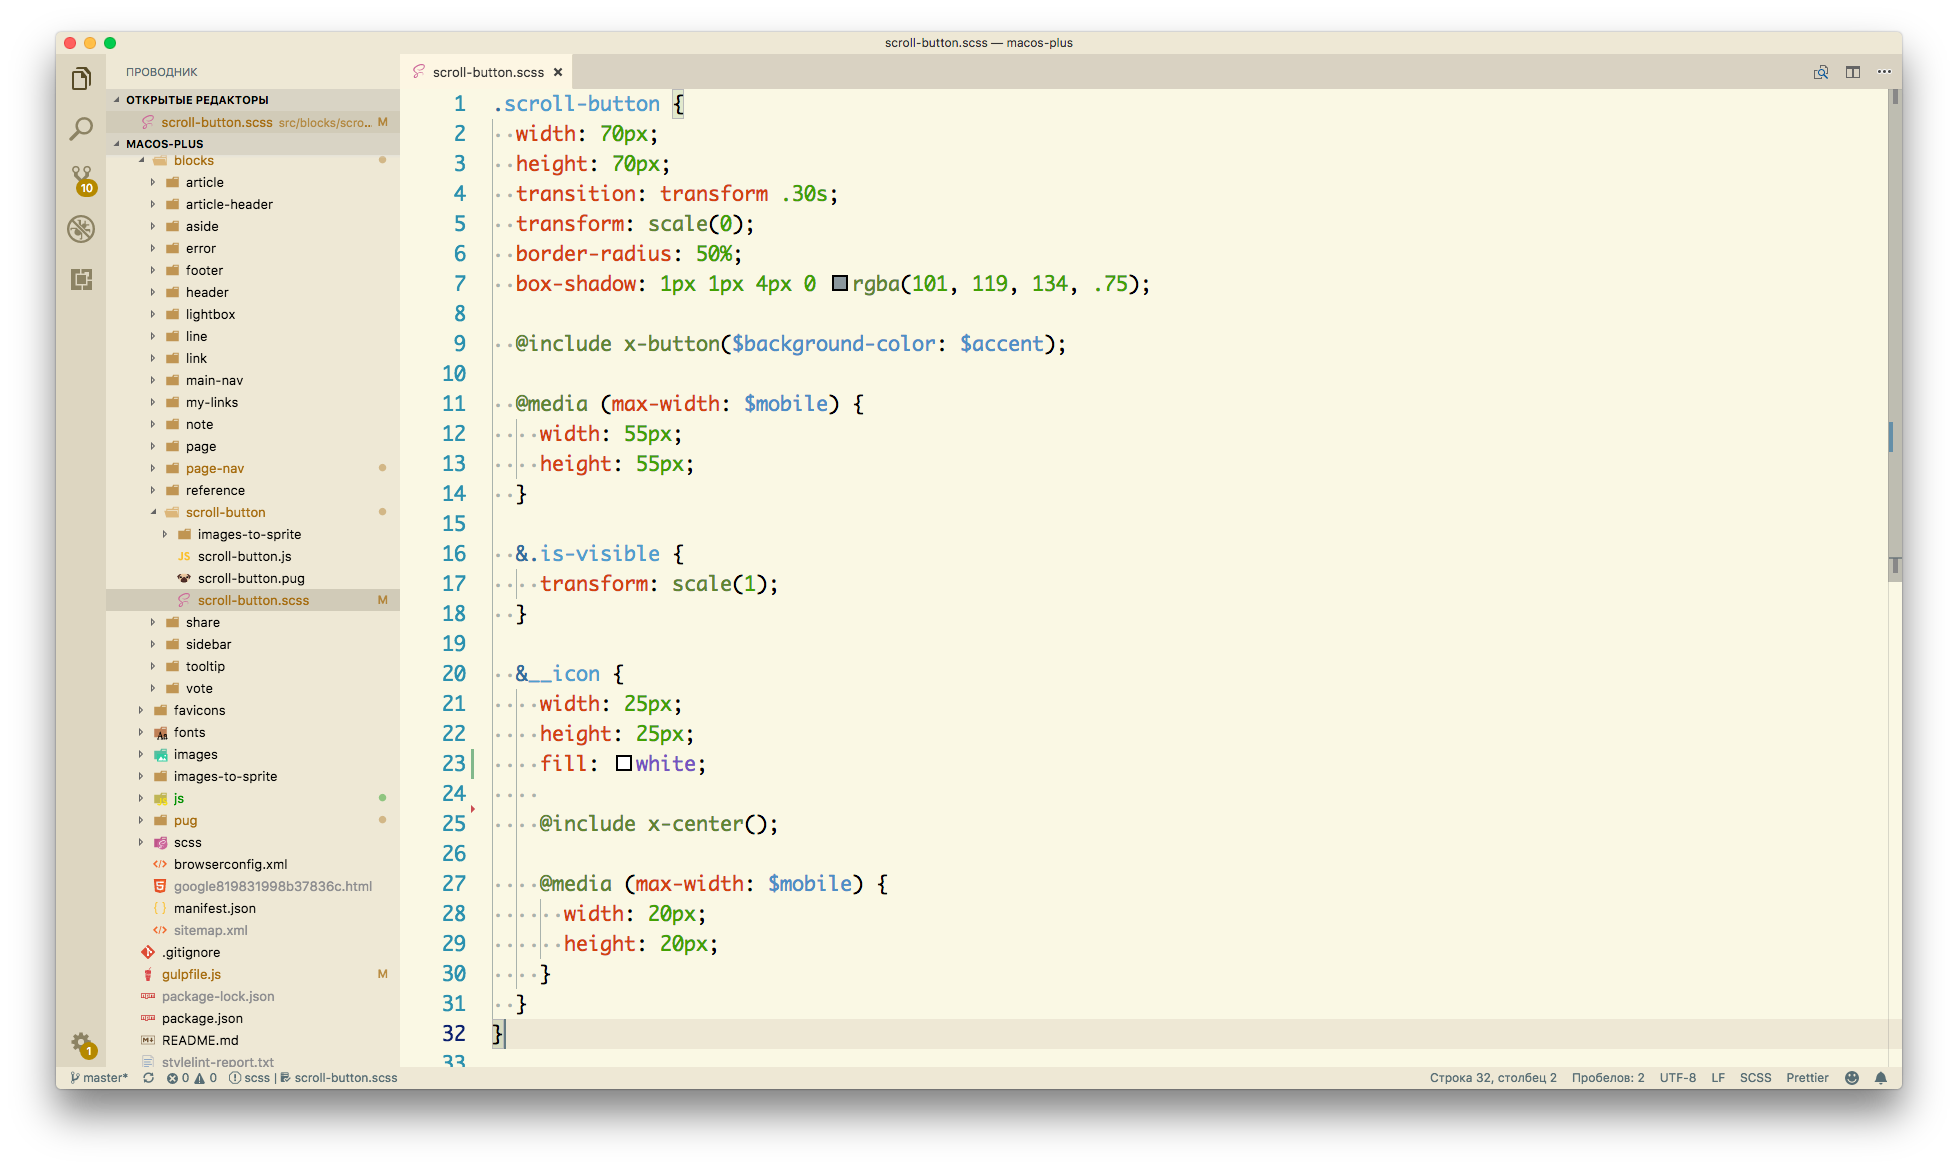 scroll-button.scss — macos-plus
ПРОВОДНИК
ОТКРЫТЫЕ РЕДАКТОРЫ
scroll-button.scss src/blocks/scro... M
MACOS-PLUS
blocks
article
article-header
aside
error
footer
header
lightbox
line
link
main-nav
my-links
note
page
page-nav
reference
scroll-button
images-to-sprite
JS scroll-button.js
scroll-button.pug
scroll-button.scss M
share
sidebar
tooltip
vote
favicons
fonts
images
images-to-sprite
js
pug
scss
browserconfig.xml
google819831998b37836c.html
manifest.json
sitemap.xml
.gitignore
gulpfile.js M
package-lock.json
package.json
README.md
stylelint-report.txt
10
1
scroll-button.scss ×
1 .scroll-button {
2 width: 70px;
3 height: 70px;
4 transition: transform .30s;
5 transform: scale(0);
6 border-radius: 50%;
7 box-shadow: 1px 1px 4px 0 rgba(101, 119, 134, .75);
8
9 @include x-button($background-color: $accent);
10
11 @media (max-width: $mobile) {
12 width: 55px;
13 height: 55px;
14 }
15
16 &.is-visible {
17 transform: scale(1);
18 }
19
20 &__icon {
21 width: 25px;
22 height: 25px;
23 fill: white;
24
25 @include x-center();
26
27 @media (max-width: $mobile) {
28 width: 20px;
29 height: 20px;
30 }
31 }
32 }
33
master* 0 0 scss | scroll-button.scss Строка 32, столбец 2 Пробелов: 2 UTF-8 LF SCSS Prettier